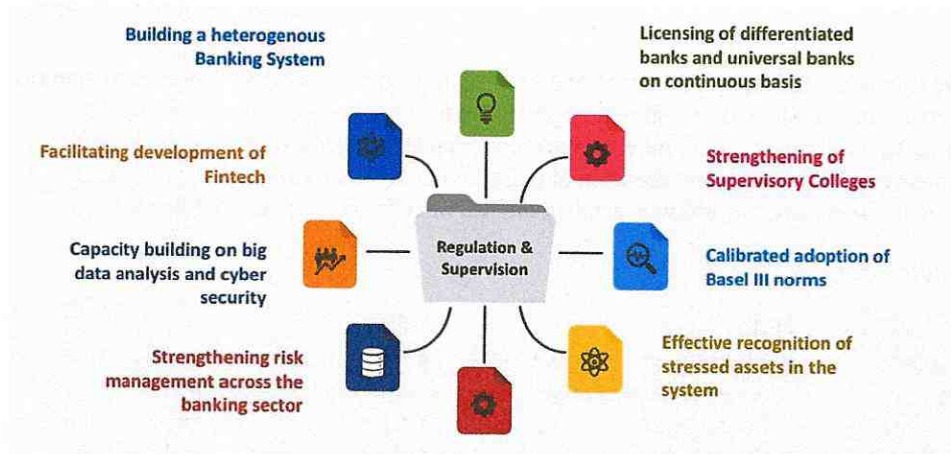 Building a heterogenous
Banking System
Licensing of differentiated
banks and universal banks
on continuous basis
Facilitating development of
Fintech
Strengthening of
Supervisory Colleges
Regulation &
Supervision
Capacity building on big
data analysis and cyber
security
Calibrated adoption of
Basel III norms
Strengthening risk
management across the
banking sector
Effective recognition of
stressed assets in the
system